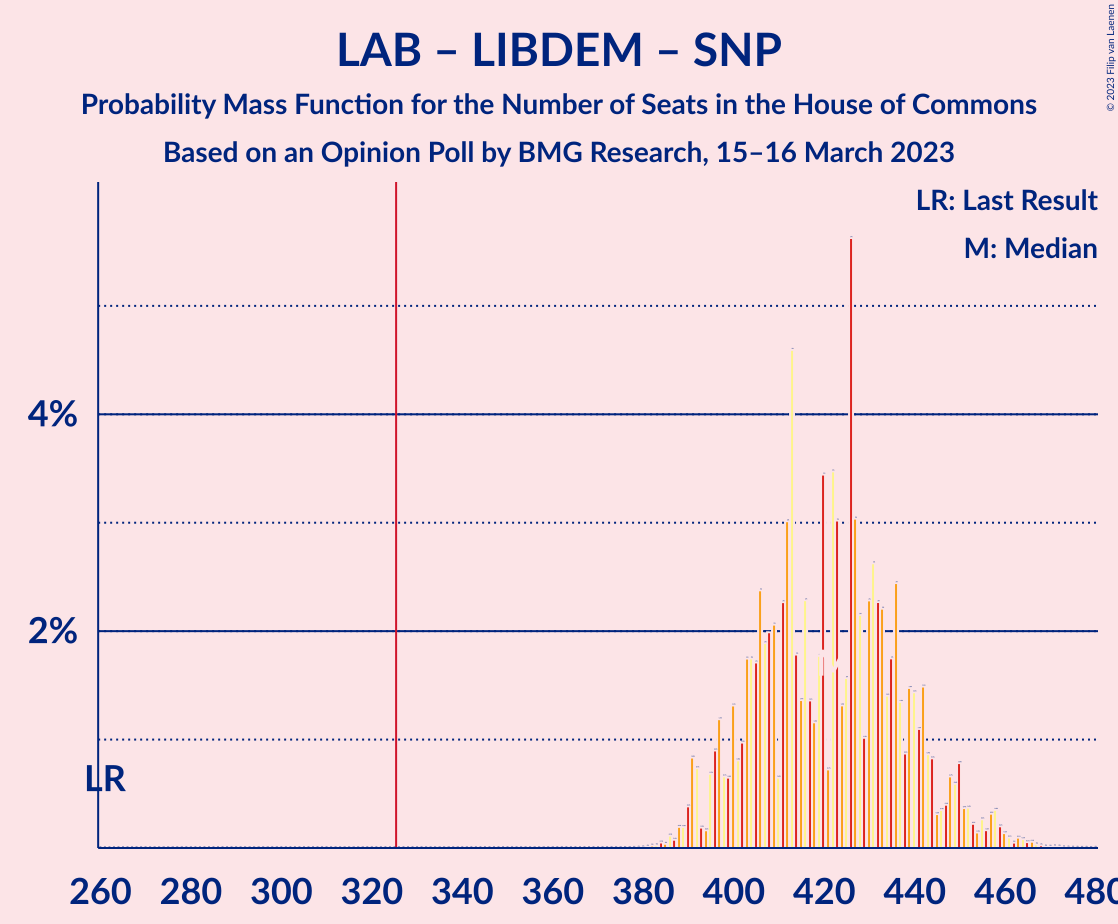 LAB – LIBDEM – SNP
Probability Mass Function for the Number of Seats in the House of Commons
Based on an Opinion Poll by BMG Research, 15–16 March 2023
© 2023 Filip van Laenen
LR: Last Result
M: Median
4%
2%
LR
260 280 300 320 340 360 380 400 420 440 460 480